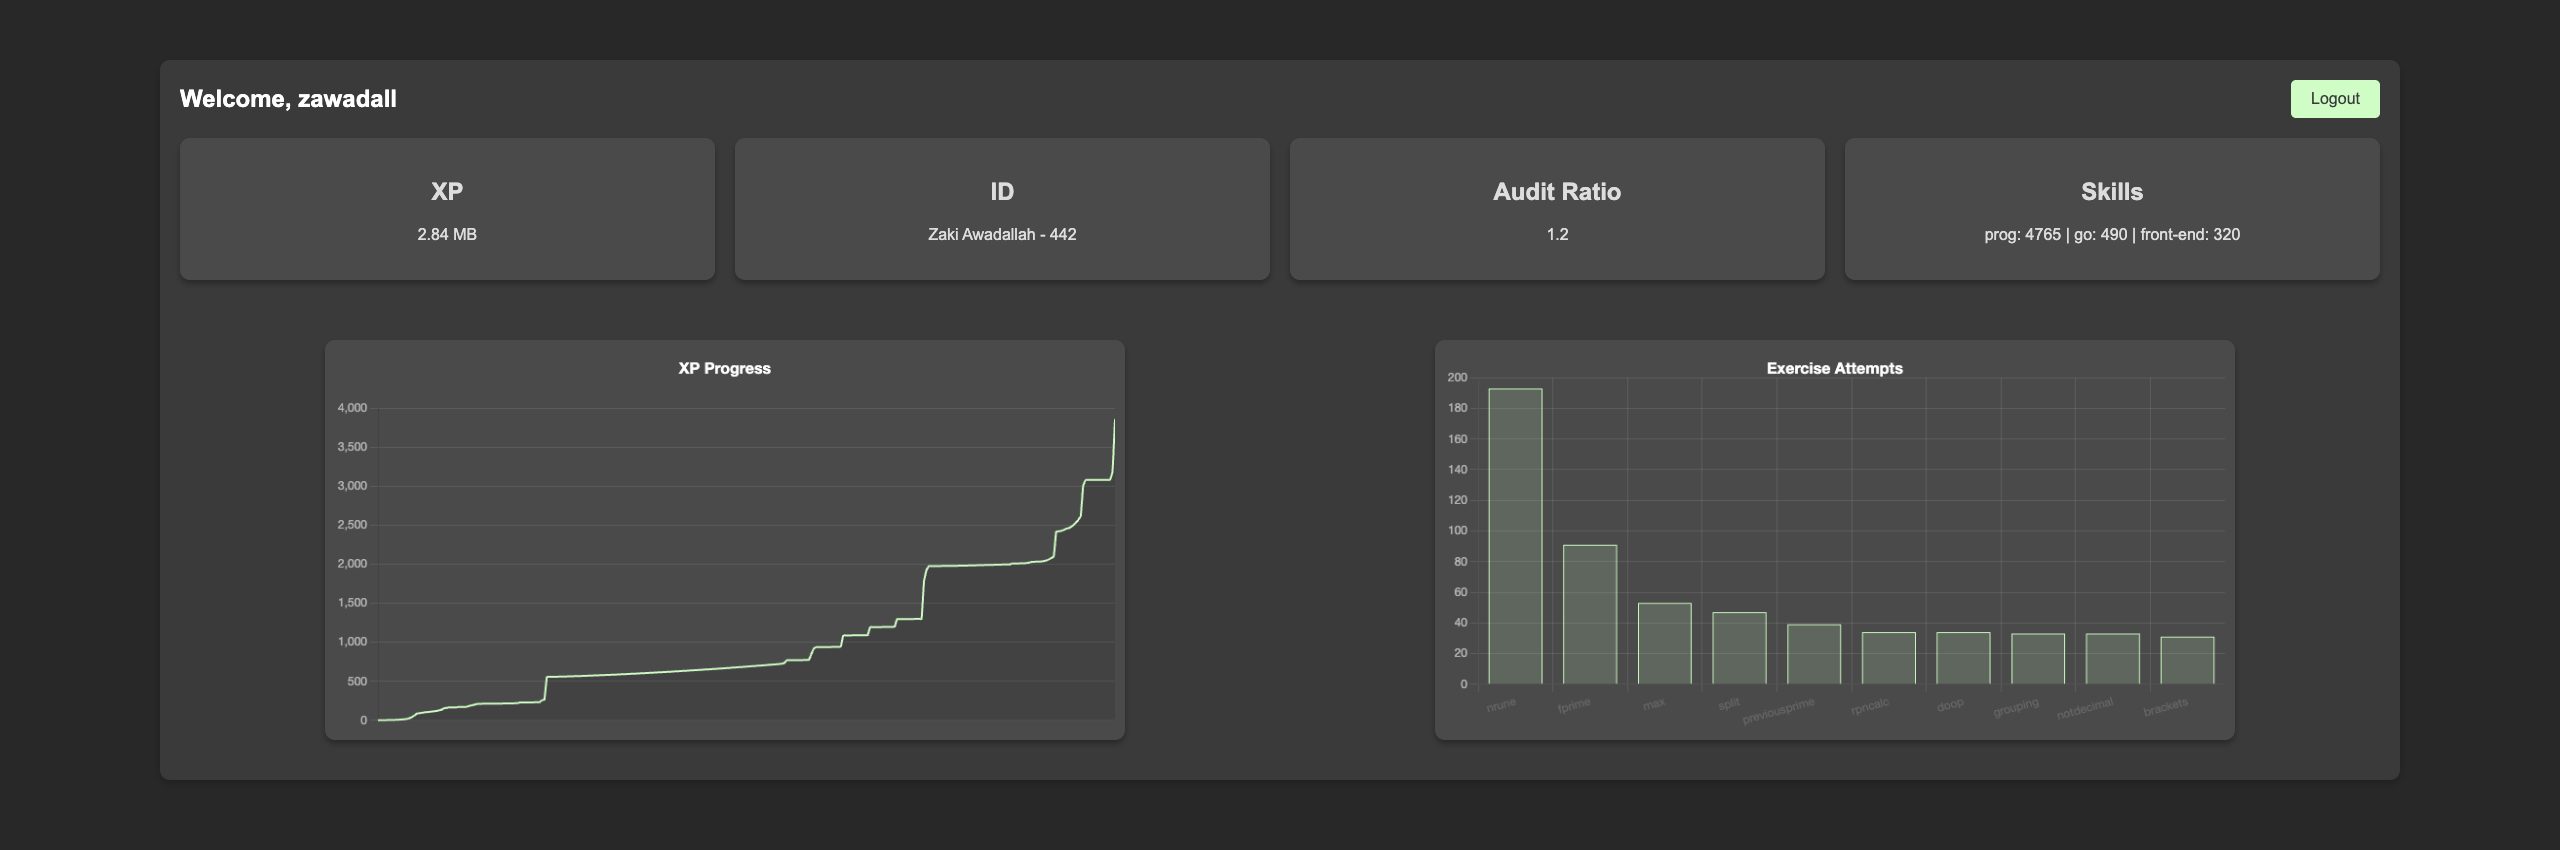 Welcome, zawadall
Logout
XP
2.84 MB
ID
Zaki Awadallah - 442
Audit Ratio
1.2
Skills
prog: 4765 | go: 490 | front-end: 320
XP Progress
4,000
3,500
3,000
2,500
2,000
1,500
1,000
500
0
Exercise Attempts
200
180
160
140
120
100
80
60
40
20
0
nrune
fprime
max
split
previousprime
rpncalc
doop
grouping
notdecimal
brackets